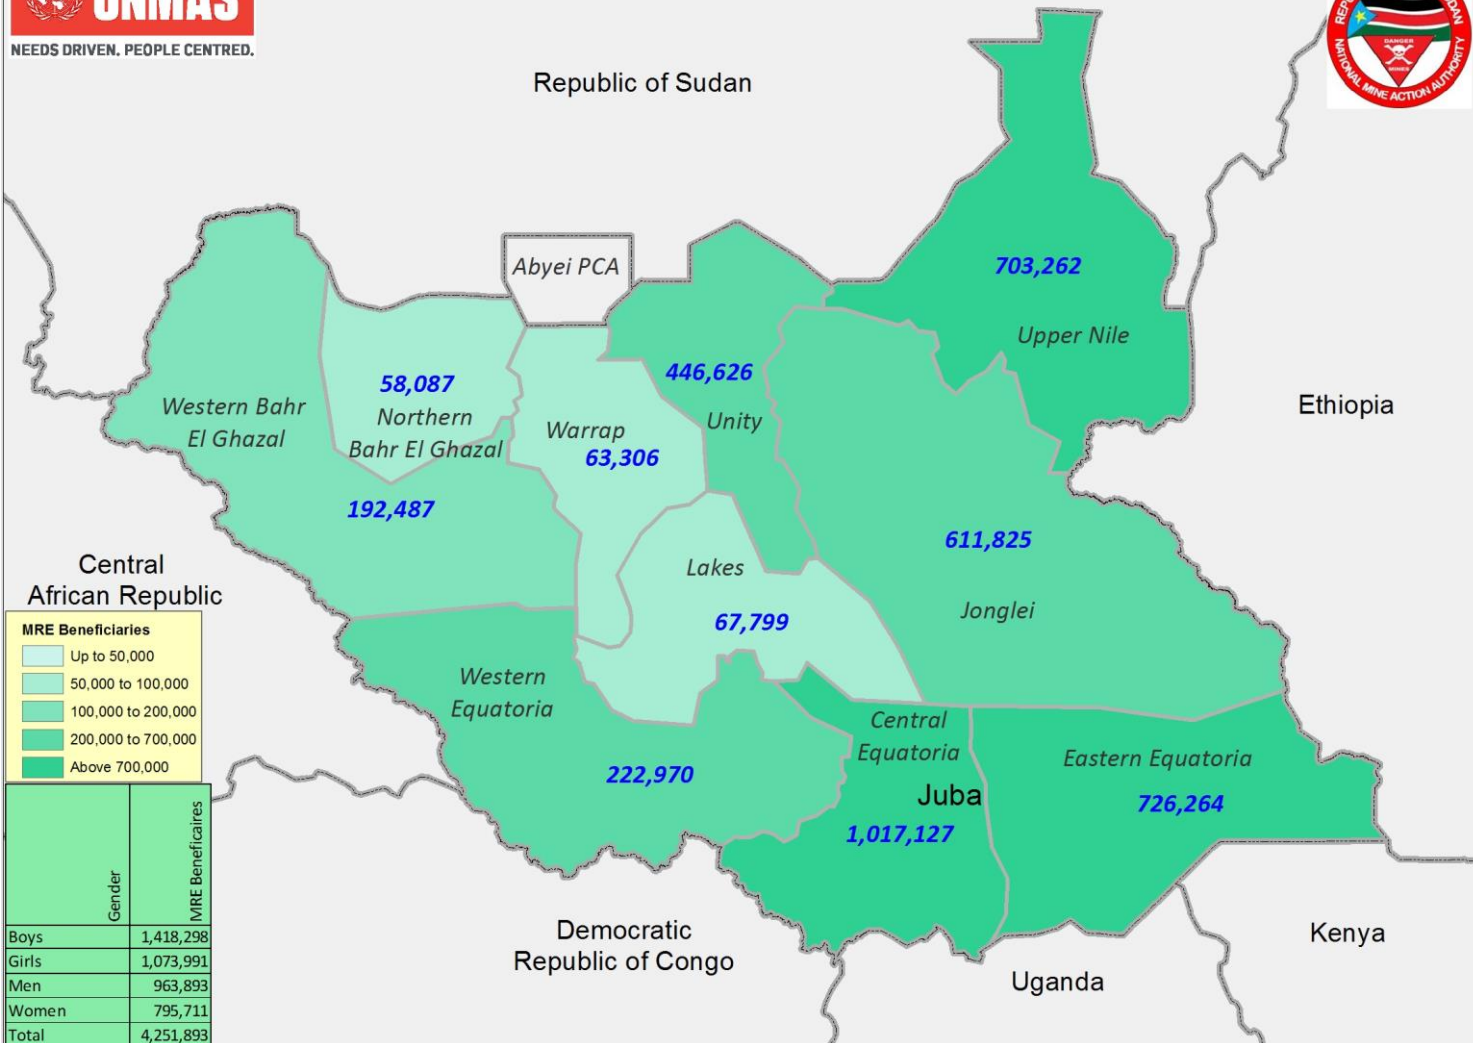 UNMAS
NEEDS DRIVEN. PEOPLE CENTRED.
NATIONAL MINE ACTION AUTHORITY
DANGER
MINES
Republic of Sudan
Abyei PCA
703,262
Upper Nile
446,626
Unity
58,087
Northern
Bahr El Ghazal
Western Bahr
El Ghazal
192,487
Warrap
63,306
Ethiopia
611,825
Jonglei
Lakes
67,799
Central
African Republic
Western
Equatoria
222,970
Central
Equatoria
Juba
1,017,127
Eastern Equatoria
726,264
Democratic
Republic of Congo
Uganda
Kenya
MRE Beneficiaries
Up to 50,000
50,000 to 100,000
100,000 to 200,000
200,000 to 700,000
Above 700,000
Gender MRE Beneficaires
Boys 1,418,298
Girls 1,073,991
Men 963,893
Women 795,711
Total 4,251,893